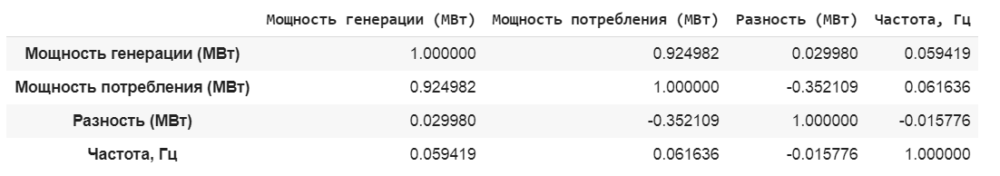 Мощность генерации (МВт) Мощность потребления (МВт) Разность (МВт) Частота, Гц
Мощность генерации (МВт) 1.000000 0.924982 0.029980 0.059419
Мощность потребления (МВт) 0.924982 1.000000 -0.352109 0.061636
Разность (МВт) 0.029980 -0.352109 1.000000 -0.015776
Частота, Гц 0.059419 0.061636 -0.015776 1.000000